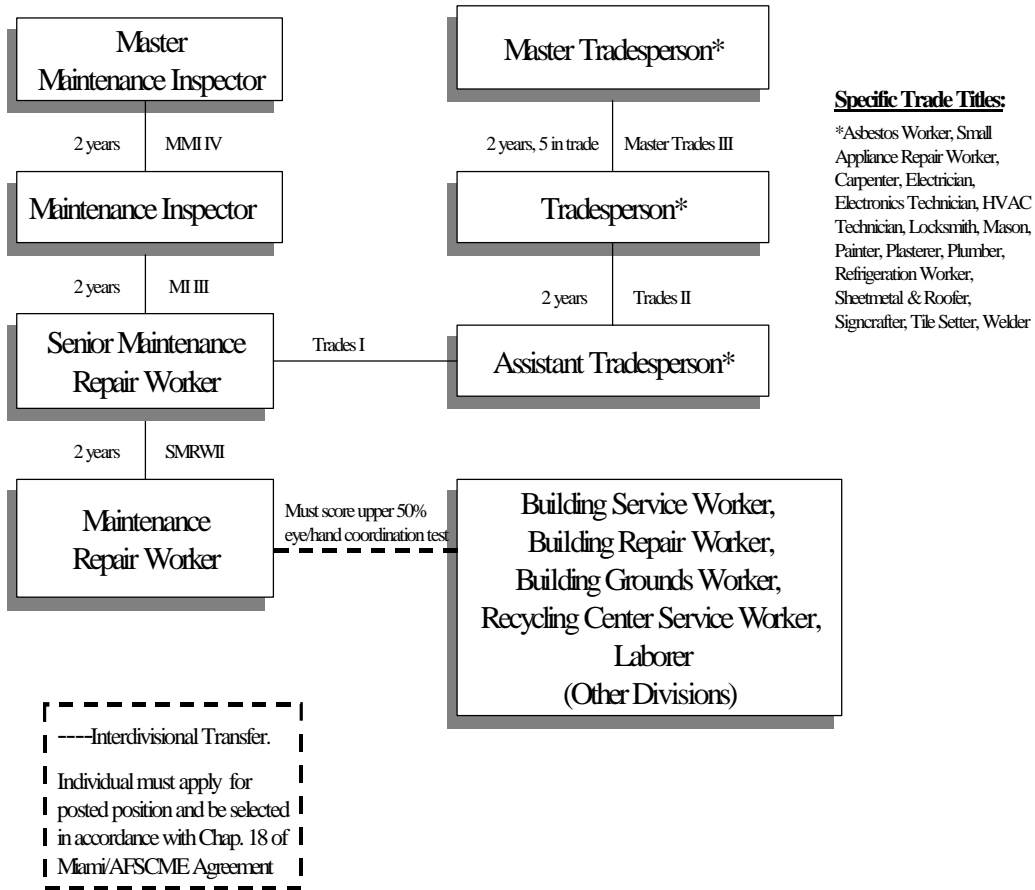 Master
Maintenance Inspector
Master Tradesperson*
2 years
MMI IV
2 years, 5 in trade
Master Trades III
Maintenance Inspector
Tradesperson*
2 years
MI III
2 years
Trades II
Senior Maintenance
Repair Worker
Trades I
Assistant Tradesperson*
2 years
SMRWII
Maintenance
Repair Worker
Must score upper 50%
eye/hand coordination test
Building Service Worker,
Building Repair Worker,
Building Grounds Worker,
Recycling Center Service Worker,
Laborer
(Other Divisions)
Specific Trade Titles:
*Asbestos Worker, Small
Appliance Repair Worker,
Carpenter, Electrician,
Electronics Technician, HVAC
Technician, Locksmith, Mason,
Painter, Plasterer, Plumber,
Refrigeration Worker,
Sheetmetal & Roofer,
Signcrafter, Tile Setter, Welder
----Interdivisional Transfer.
Individual must apply for
posted position and be selected
in accordance with Chap. 18 of
Miami/AFSCME Agreement